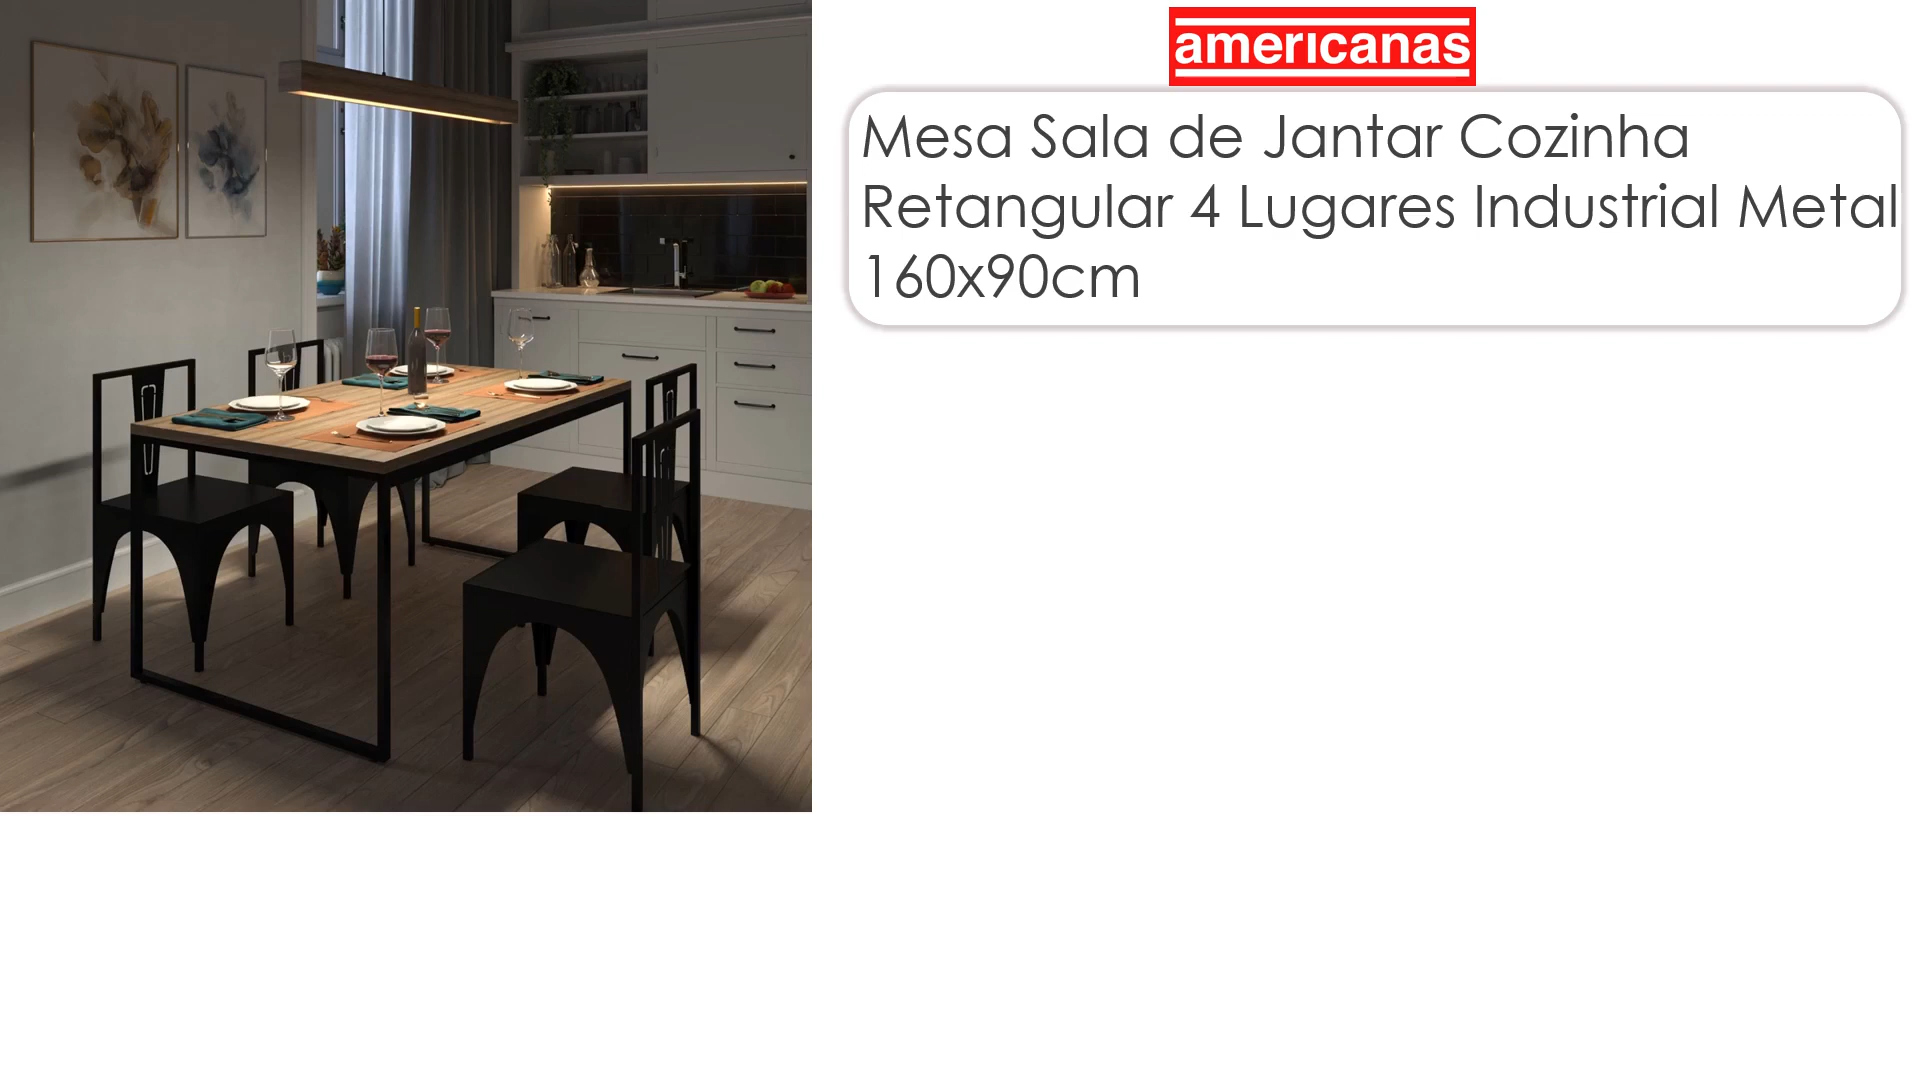 americanas
Mesa Sala de Jantar Cozinha
Retangular 4 Lugares Industrial Metal
160x90cm